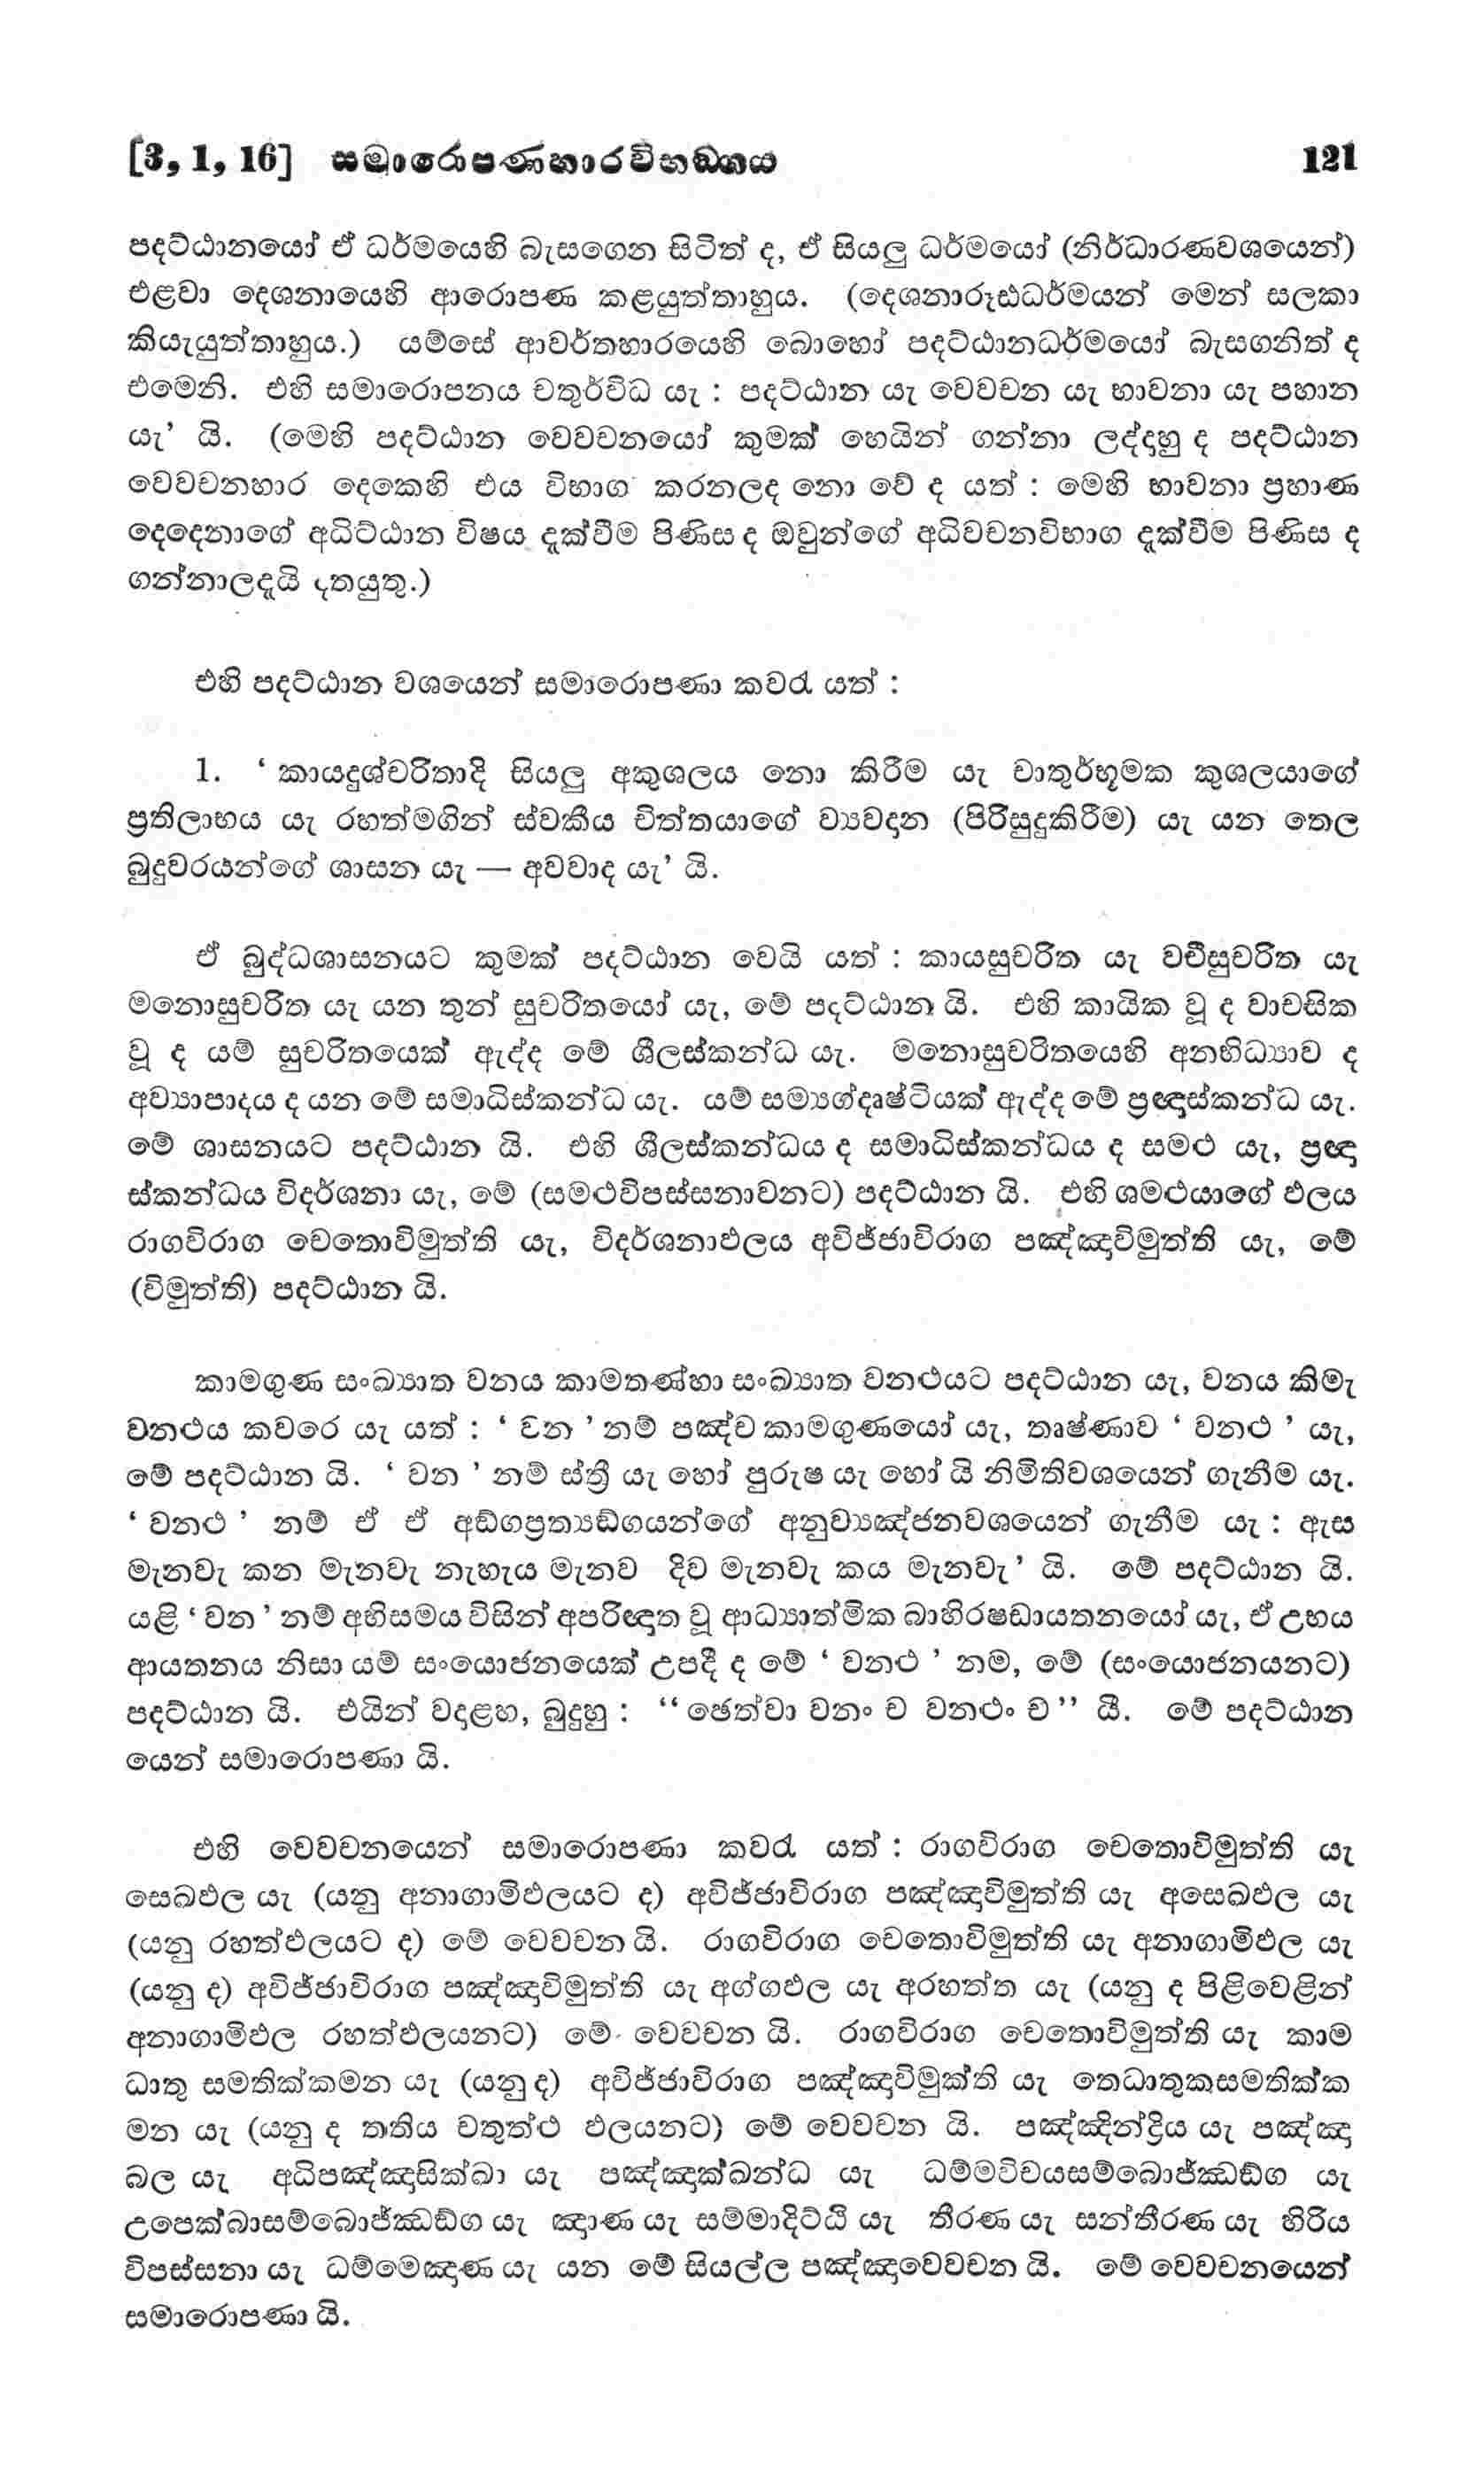 [3, 1, 16] සමාරොපණහාරවිභඞ්ගය 121
පදට්ඨානයෝ ඒ ධර්මයෙහි බැසගෙන සිටිත් ද, ඒ සියලු ධර්මයෝ (නිර්ධාරණවශයෙන්)
එළවා දෙශනායෙහි ආරොපණ කළයුත්තාහුය. (දෙශනාරූඪධර්මයන් මෙන් සලකා
කියැයුත්තාහුය.) යම්සේ ආවර්තහාරයෙහි බොහෝ පදට්ඨානධර්මයෝ බැසගනිත් ද
එමෙනි. එහි සමාරොපනය චතුර්විධ යැ : පදට්ඨාන යැ වෙවචන යැ භාවනා යැ පහාන
යැ’ යි. (මෙහි පදට්ඨාන වෙවචනයෝ කුමක් හෙයින් ගන්නා ලද්දාහු ද පදට්ඨාන
වෙවචනහාර දෙකෙහි එය විභාග කරනලද නො වේ ද යත් : මෙහි භාවනා ප්‍රහාණ
දෙදෙනාගේ අධිට්ඨාන විෂය දැක්වීම පිණිස ද ඔවුන්ගේ අධිවචනවිභාග දැක්වීම පිණිස ද
ගන්නාලදැයි දතයුතු.)
එහි පදට්ඨාන වශයෙන් සමාරොපණා කවරැ යත් :
1. ‘ කායදුශ්චරිතාදි සියලු අකුශලය නො කිරීම යැ චාතුර්භූමක කුශලයාගේ
ප්‍රතිලාභය යැ රහත්මගින් ස්වකීය චිත්තයාගේ ව්‍යවදාන (පිරිසුදුකිරීම) යැ යන තෙල
බුදුවරයන්ගේ ශාසන යැ — අවවාද යැ’ යි.
ඒ බුද්ධශාසනයට කුමක් පදට්ඨාන වෙයි යත් : කායසුචරිත යැ වචීසුචරිත යැ
මනොසුචරිත යැ යන තුන් සුචරිතයෝ යැ, මේ පදට්ඨාන යි. එහි කායික වූ ද වාචසික
වූ ද යම් සුචරිතයෙක් ඇද්ද මේ ශීලස්කන්ධ යැ. මනොසුචරිතයෙහි අනභිධ්‍යාව ද
අව්‍යාපාදය ද යන මේ සමාධිස්කන්ධ යැ. යම් සම්‍යග්දෘෂ්ටියක් ඇද්ද මේ ප්‍රඥාස්කන්ධ යැ.
මේ ශාසනයට පදට්ඨාන යි. එහි ශීලස්කන්ධය ද සමාධිස්කන්ධය ද සමථ යැ, ප්‍රඥා
ස්කන්ධය විදර්ශනා යැ, මේ (සමථවිපස්සනාවනට) පදට්ඨාන යි. එහි ශමථයාගේ ඵලය
රාගවිරාග චෙතොවිමුත්ති යැ, විදර්ශනාඵලය අවිජ්ජාවිරාග පඤ්ඤාවිමුත්ති යැ, මේ
(විමුත්ති) පදට්ඨාන යි.
කාමගුණ සංඛ්‍යාත වනය කාමතණ්හා සංඛ්‍යාත වනථයට පදට්ඨාන යැ, වනය කිමැ
වනථය කවරෙ යැ යත් : ‘ වන ’ නම් පඤ්ච කාමගුණයෝ යැ, තෘෂ්ණාව ‘ වනථ ’ යැ,
මේ පදට්ඨාන යි. ‘ වන ’ නම් ස්ත්‍රී යැ හෝ පුරුෂ යැ හෝ යි නිමිතිවශයෙන් ගැනීම යැ.
‘ වනථ ’ නම් ඒ ඒ අඞ්ගප්‍රත්‍යඞ්ගයන්ගේ අනුව්‍යඤ්ජනවශයෙන් ගැනීම යැ : ඇස
මැනවැ කන මැනවැ නැහැය මැනව දිව මැනවැ කය මැනවැ’ යි. මේ පදට්ඨාන යි.
යළි ‘ වන ’ නම් අභිසමය විසින් අපරිඥාත වූ ආධ්‍යාත්මික බාහිරෂඩායතනයෝ යැ, ඒ උභය
ආයතනය නිසා යම් සංයොජනයෙක් උපදී ද මේ ‘ වනථ ’ නම, මේ (සංයොජනයනට)
පදට්ඨාන යි. එයින් වදාළහ, බුදුහු : “ඡෙත්වා වනං ච වනථං ච” යී. මේ පදට්ඨාන
යෙන් සමාරොපණා යි.
එහි වෙවචනයෙන් සමාරොපණා කවරැ යත් : රාගවිරාග චෙතොවිමුත්ති යැ
සෙඛඵල යැ (යනු අනාගාමිඵලයට ද) අවිජ්ජාවිරාග පඤ්ඤාවිමුත්ති යැ අසෙඛඵල යැ
(යනු රහත්ඵලයට ද) මේ වෙවචන යි. රාගවිරාග චෙතොවිමුත්ති යැ අනාගාමිඵල යැ
(යනු ද) අවිජ්ජාවිරාග පඤ්ඤාවිමුත්ති යැ අග්ගඵල යැ අරහත්ත යැ (යනු ද පිළිවෙළින්
අනාගාමිඵල රහත්ඵලයනට) මේ වෙවචන යි. රාගවිරාග චෙතොවිමුත්ති යැ කාම
ධාතු සමතික්කමන යැ (යනු ද) අවිජ්ජාවිරාග පඤ්ඤාවිමුක්ති යැ තෙධාතුකසමතික්ක
මන යැ (යනු ද තතිය චතුත්ථ ඵලයනට) මේ වෙවචන යි. පඤ්ඤින්ද්‍රිය යැ පඤ්ඤා
බල යැ අධිපඤ්ඤාසික්ඛා යැ පඤ්ඤාක්ඛන්ධ යැ ධම්මවිචයසම්බොජ්ඣඞ්ග යැ
උපෙක්ඛාසම්බොජ්ඣඞ්ග යැ ඤාණ යැ සම්මාදිට්ඨි යැ තීරණ යැ සන්තීරණ යැ හිරිය
විපස්සනා යැ ධම්මෙඤාණ යැ යන මේ සියල්ල පඤ්ඤාවෙවචන යි. මේ වෙවචනයෙන්
සමාරොපණා යි.